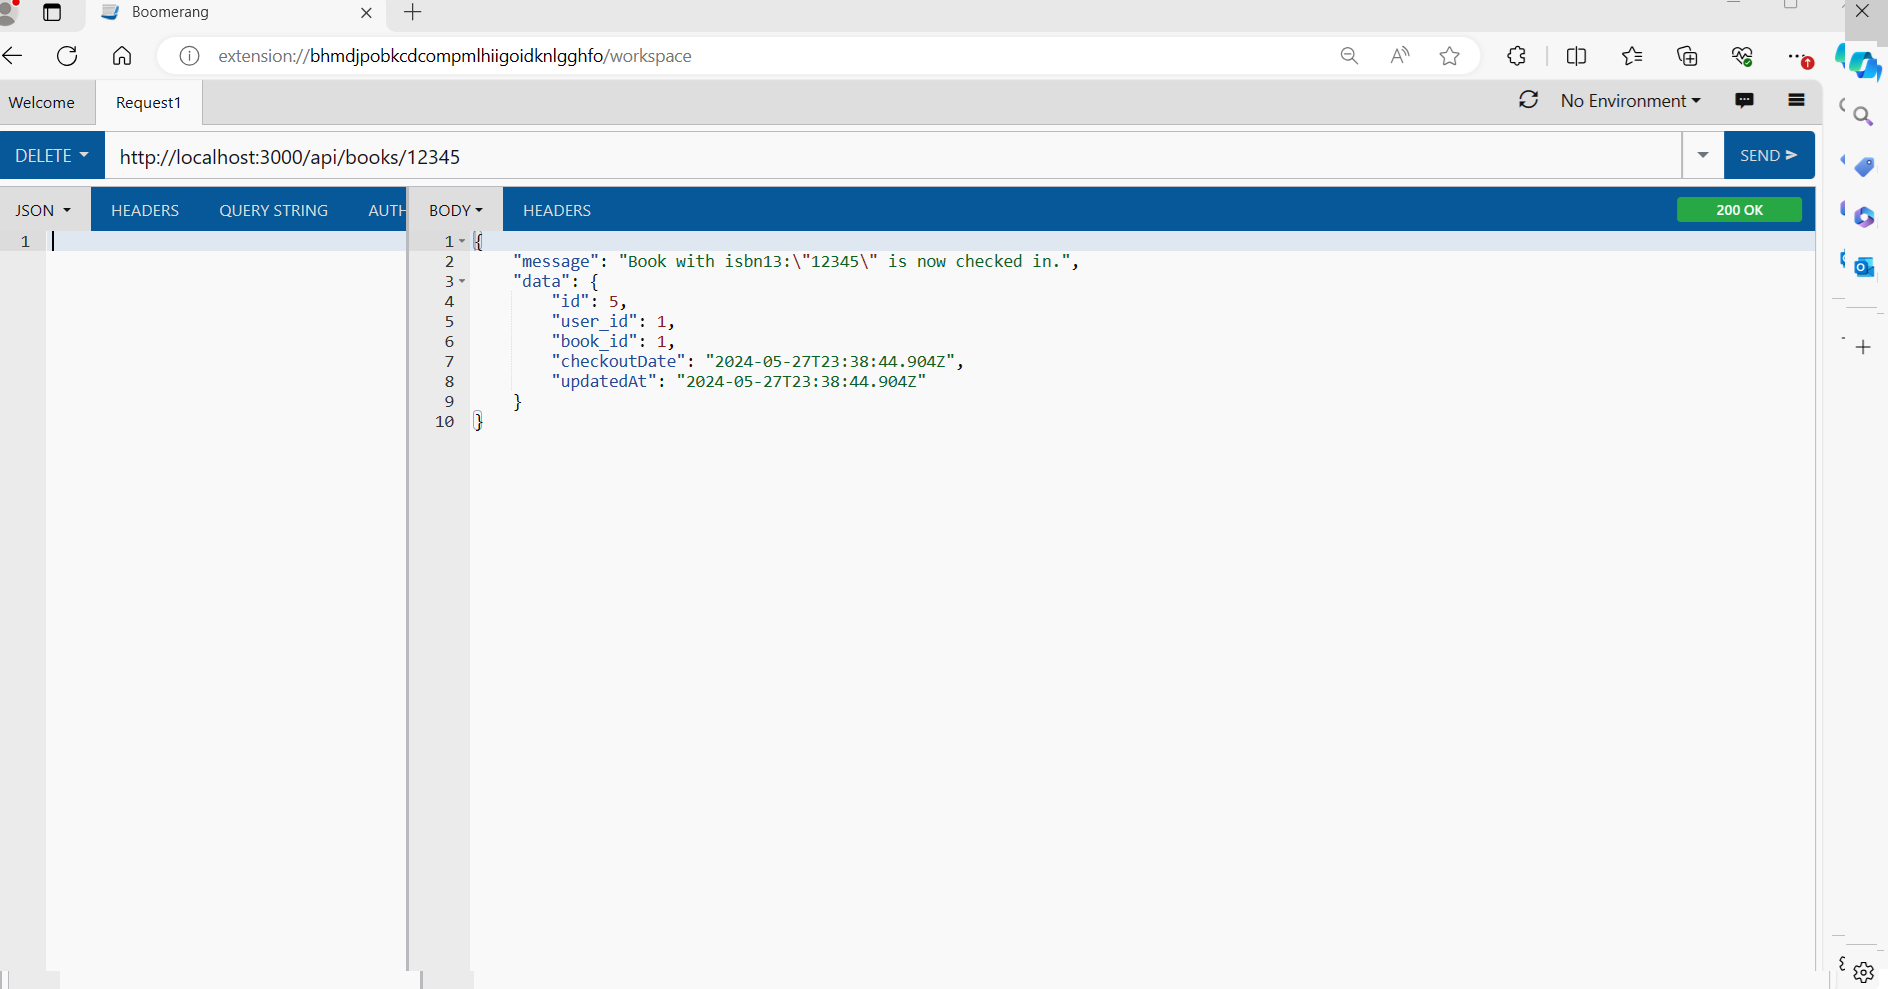 Boomerang
extension://bhmdjpobkcdcompmlhiigoidknlgghfo/workspace
Welcome
Request1
No Environment
DELETE
http://localhost:3000/api/books/12345
SEND
JSON
HEADERS
QUERY STRING
AUTH
BODY
HEADERS
200 OK
1
1 {
2 "message": "Book with isbn13:\"12345\" is now checked in.",
3 "data": {
4 "id": 5,
5 "user_id": 1,
6 "book_id": 1,
7 "checkoutDate": "2024-05-27T23:38:44.904Z",
8 "updatedAt": "2024-05-27T23:38:44.904Z"
9 }
10 }